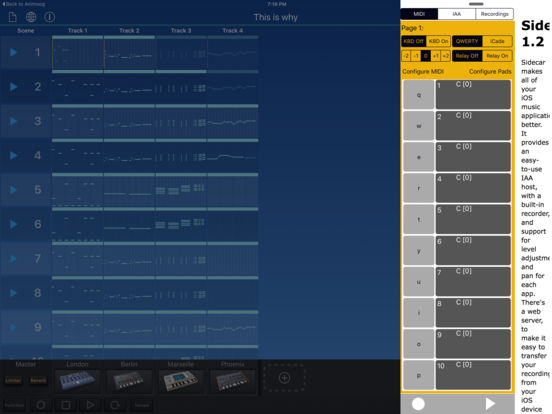 Back to Animoog
7:18 PM
This is why
Scene Track 1 Track 2 Track 3 Track 4
1
2
3
4
5
6
7
8
9
Master London Berlin Marseille Phoenix
Limiter Reverb
MIDI IAA Recordings
Page 1:
KBD Off KBD On QWERTY iCade
-2 -1 0 +1 +2 Relay Off Relay On
Configure MIDI Configure Pads
q 1 C [0]
w 2 C [0]
e 3 C [0]
r 4 C [0]
t 5 C [0]
y 6 C [0]
u 7 C [0]
i 8 C [0]
o 9 C [0]
p 10 C [0]
Side
1.2
Sidecar
makes
all of
your
iOS
music
applicati
better.
It
provides
an
easy-
to-use
IAA
host,
with a
built-in
recorder,
and
support
for
level
adjustme
and
pan for
each
app.
There's
a web
server,
to
make it
easy to
transfer
your
recording
from
your
iOS
device